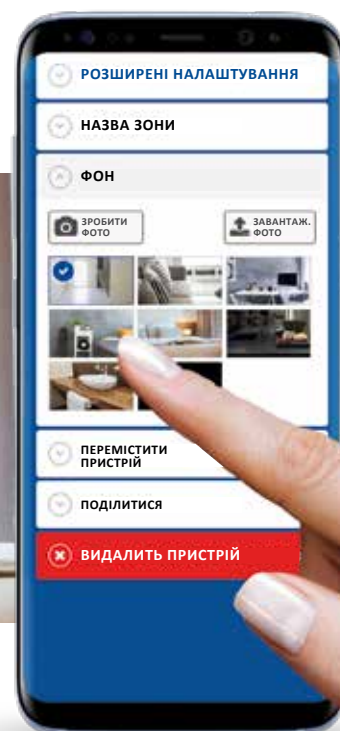 РОЗШИРЕНІ НАЛАШТУВАННЯ
НАЗВА ЗОНИ
ФОН
ЗРОБИТИ
ФОТО
ЗАВАНТАЖ.
ФОТО
ПЕРЕМІСТИТИ
ПРИСТРІЙ
ПОДІЛИТИСЯ
ВИДАЛИТЬ ПРИСТРІЙ